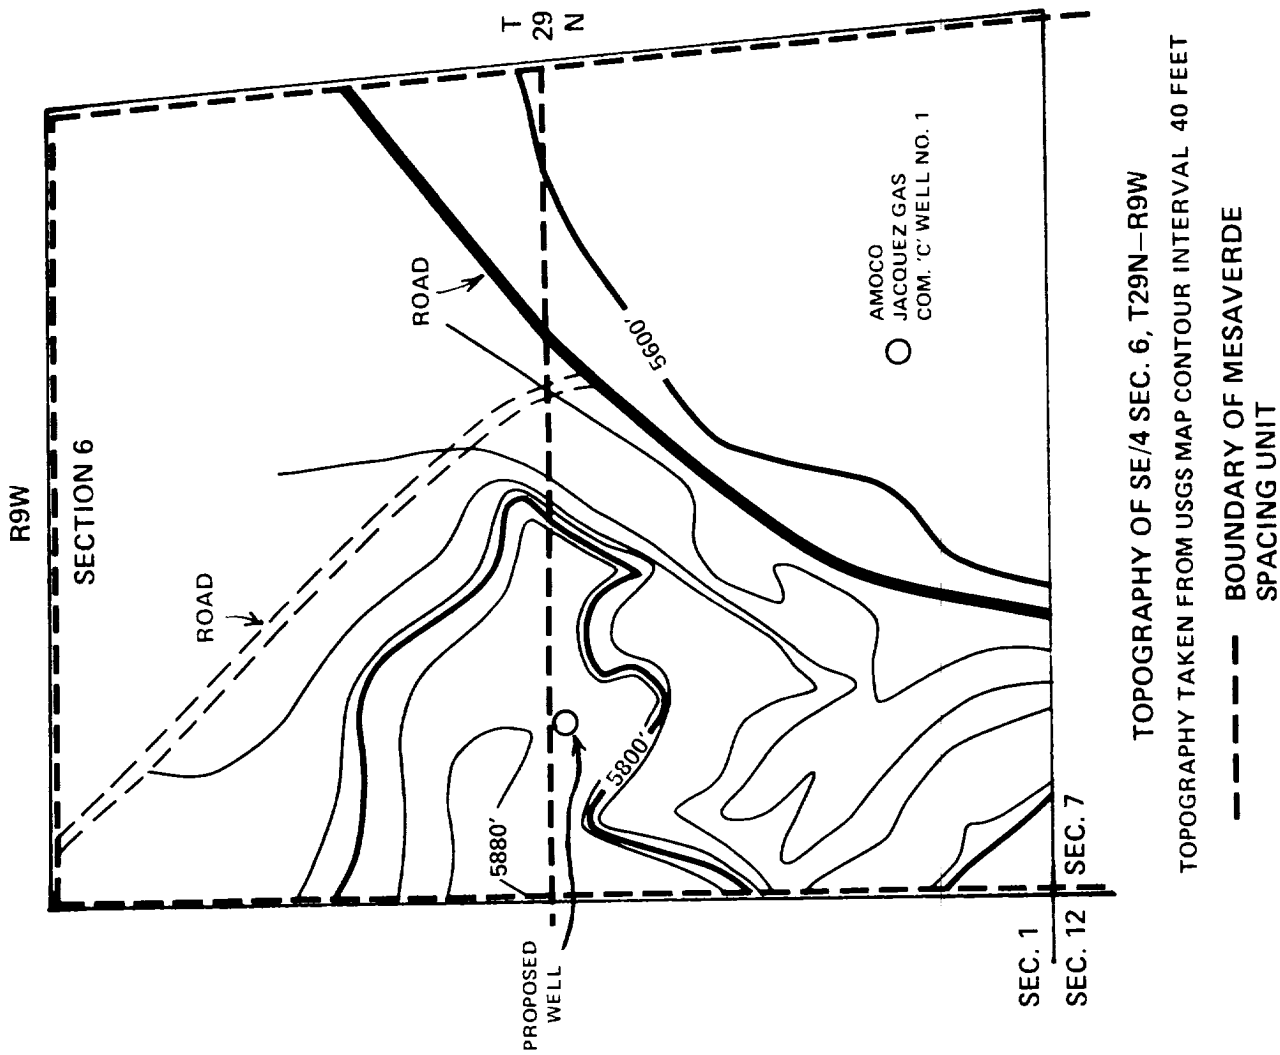 R9W
T
29
N
SECTION 6
ROAD
ROAD
AMOCO
JACQUEZ GAS
COM. 'C' WELL NO. 1
5600'
5800'
5880'
PROPOSED
WELL
SEC. 1
SEC. 12
SEC. 7
TOPOGRAPHY OF SE/4 SEC. 6, T29N–R9W
TOPOGRAPHY TAKEN FROM USGS MAP CONTOUR INTERVAL 40 FEET
BOUNDARY OF MESAVERDE
SPACING UNIT